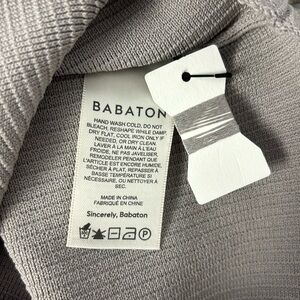 BABATON
HAND WASH COLD, DO NOT
BLEACH, RESHAPE WHILE DAMP,
DRY FLAT, COOL IRON ONLY IF
NEEDED, OR DRY CLEAN.
LAVER À LA MAIN À L'EAU
FROIDE, NE PAS JAVELISER,
REMODELER PENDANT QUE
L'ARTICLE EST ENCORE HUMIDE,
SÉCHER À PLAT, REPASSER À
BASSE TEMPÉRATURE SI
NÉCESSAIRE, OU NETTOYER À
SEC.
MADE IN CHINA
FABRIQUÉ EN CHINE
Sincerely, Babaton
P